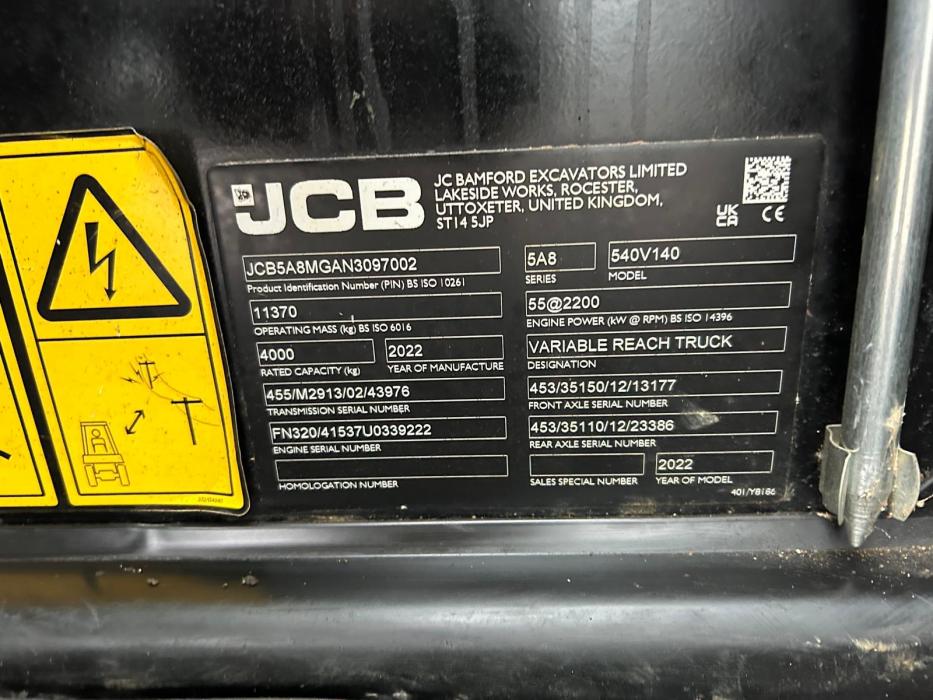 JCB
JC BAMFORD EXCAVATORS LIMITED
LAKESIDE WORKS, ROCESTER,
UTTOXETER, UNITED KINGDOM,
ST14 5JP
UK
CA
CE
JCB5A8MGAN3097002
Product Identification Number (PIN) BS ISO 10261
5A8
SERIES
540V140
MODEL
11370
OPERATING MASS (kg) BS ISO 6016
55@2200
ENGINE POWER (kW @ RPM) BS ISO 14396
4000
RATED CAPACITY (kg)
2022
YEAR OF MANUFACTURE
VARIABLE REACH TRUCK
DESIGNATION
455/M2913/02/43976
TRANSMISSION SERIAL NUMBER
453/35150/12/13177
FRONT AXLE SERIAL NUMBER
FN320/41537U0339222
ENGINE SERIAL NUMBER
453/35110/12/23386
REAR AXLE SERIAL NUMBER
HOMOLOGATION NUMBER
SALES SPECIAL NUMBER
2022
YEAR OF MODEL
401/Y8166